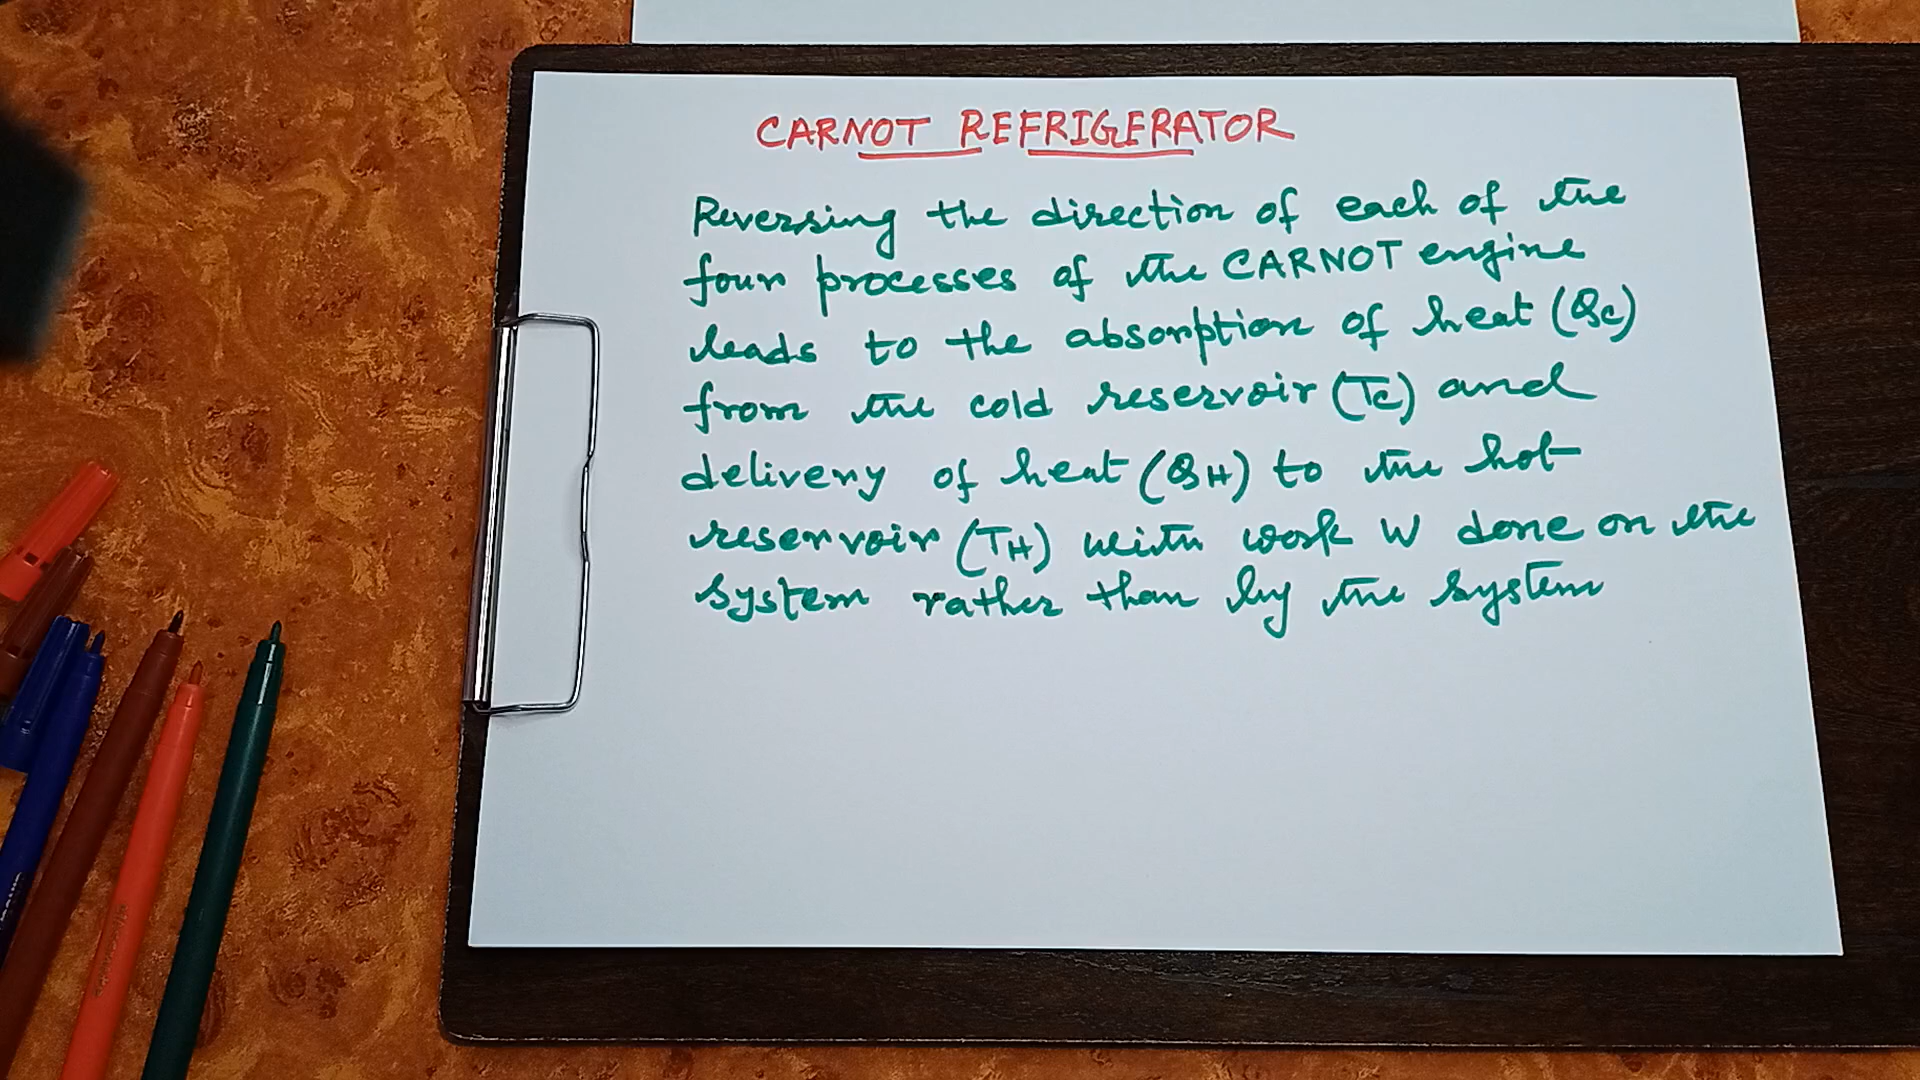 CARNOT REFRIGERATOR
Reversing the direction of each of the
four processes of the CARNOT engine
leads to the absorption of heat (QC)
from the cold reservoir (TC) and
delivery of heat (QH) to the hot
reservoir (TH) with work W done on the
system rather than by the system